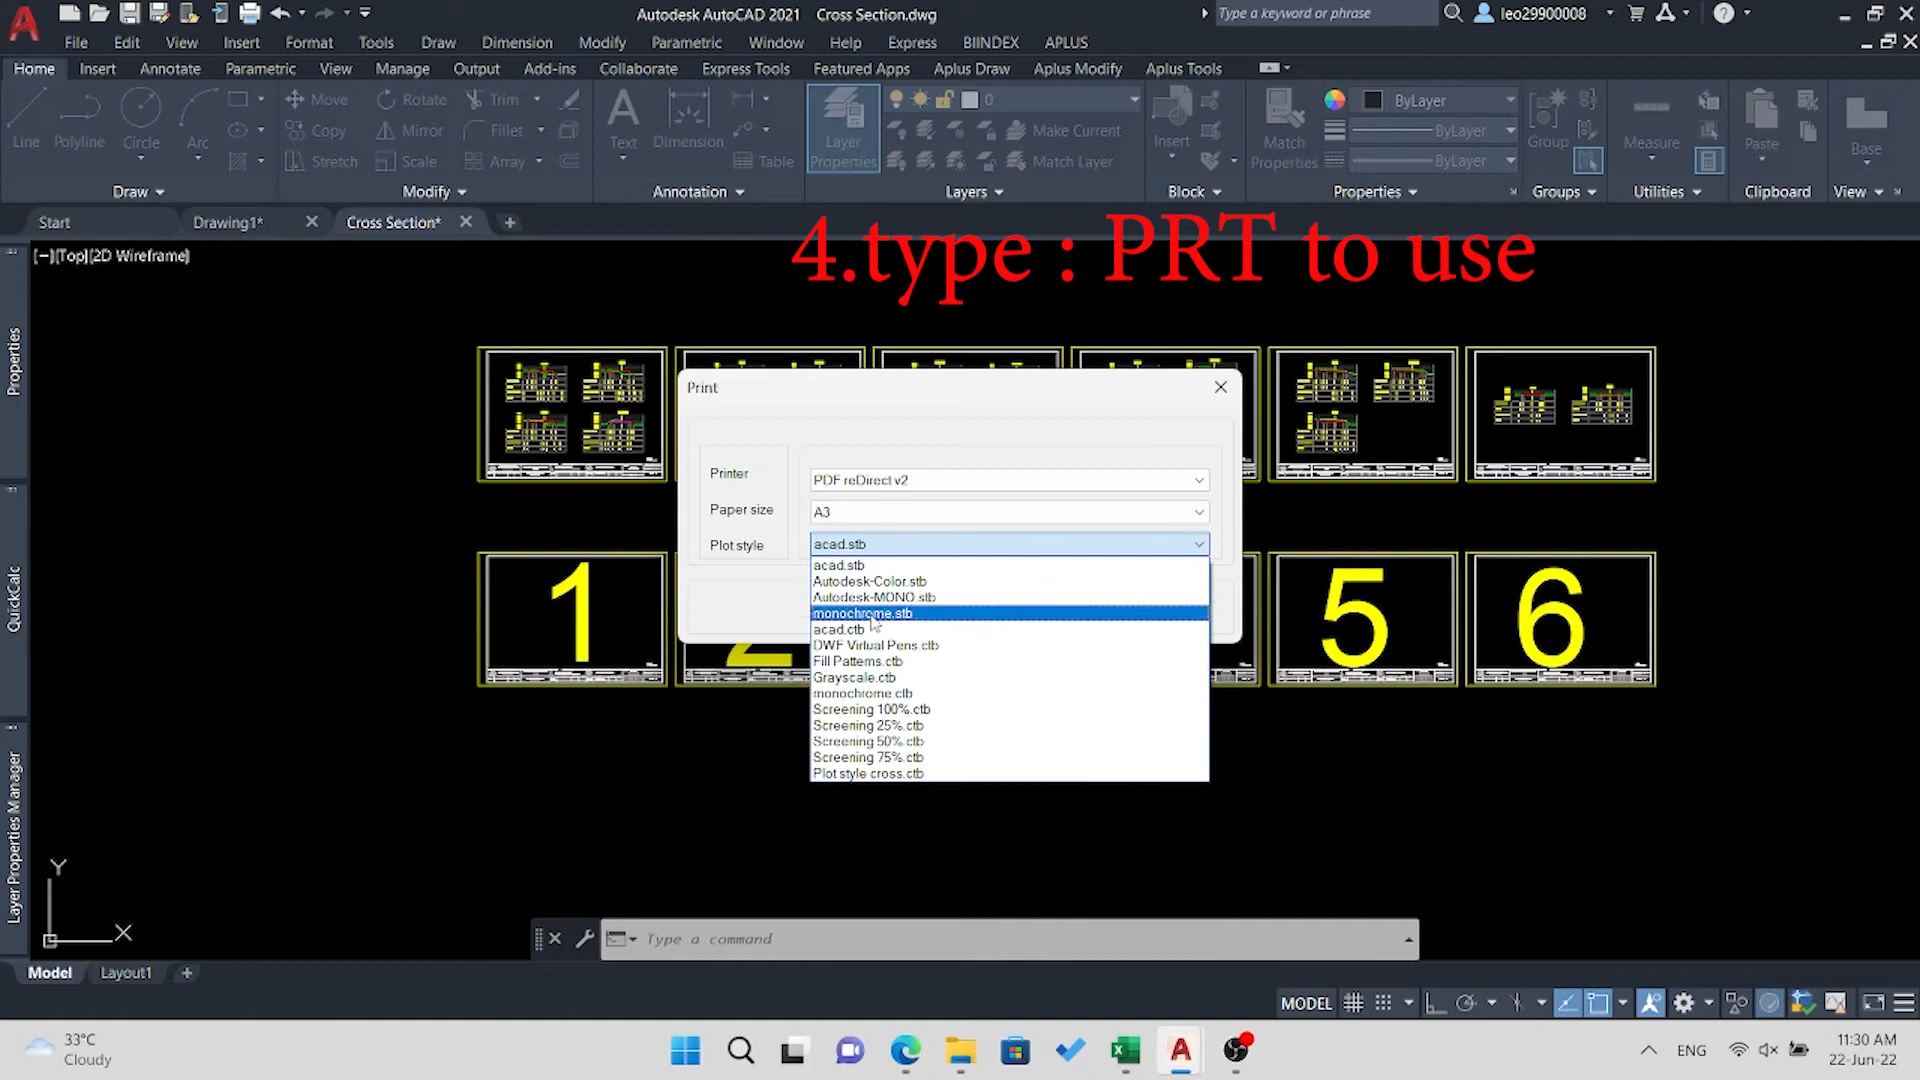 Autodesk AutoCAD 2021 Cross Section.dwg
Type a keyword or phrase
leo29900008
File Edit View Insert Format Tools Draw Dimension Modify Parametric Window Help Express BIINDEX APLUS
Home Insert Annotate Parametric View Manage Output Add-ins Collaborate Express Tools Featured Apps Aplus Draw Aplus Modify Aplus Tools
Line Polyline Circle Arc
Move Rotate Trim
Copy Mirror Fillet
Stretch Scale Array
Text Dimension Table
Layer Properties
0
Make Current
Match Layer
Insert
Match Properties
ByLayer
ByLayer
ByLayer
Group Measure Paste Base
Draw Modify Annotation Layers Block Properties Groups Utilities Clipboard View
Start Drawing1* Cross Section*
4.type : PRT to use
[−][Top][2D Wireframe]
Properties
QuickCalc
Layer Properties Manager
Print
Printer PDF reDirect v2
Paper size A3
Plot style acad.stb
acad.stb
Autodesk-Color.stb
Autodesk-MONO.stb
monochrome.stb
acad.ctb
DWF Virtual Pens.ctb
Fill Patterns.ctb
Grayscale.ctb
monochrome.ctb
Screening 100%.ctb
Screening 25%.ctb
Screening 50%.ctb
Screening 75%.ctb
Plot style cross.ctb
1 2 5 6
Y
X
Type a command
Model Layout1
MODEL
33°C
Cloudy
ENG
11:30 AM
22-Jun-22